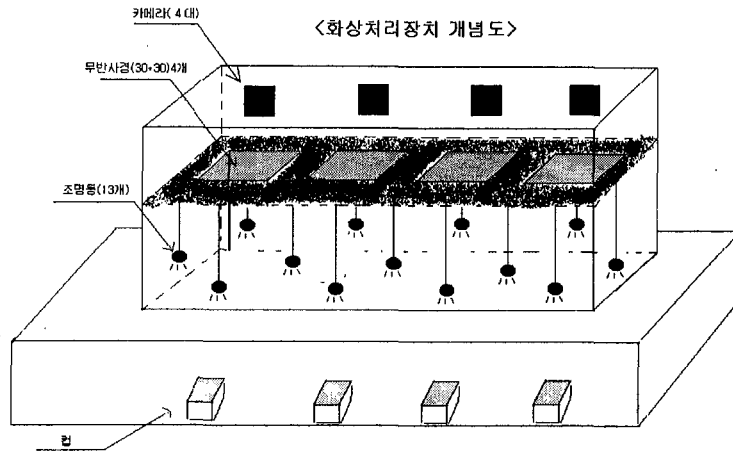 카메라( 4 대)
<화상처리장치 개념도>
무반사경(30*30)4개
조명등(13개)
컵